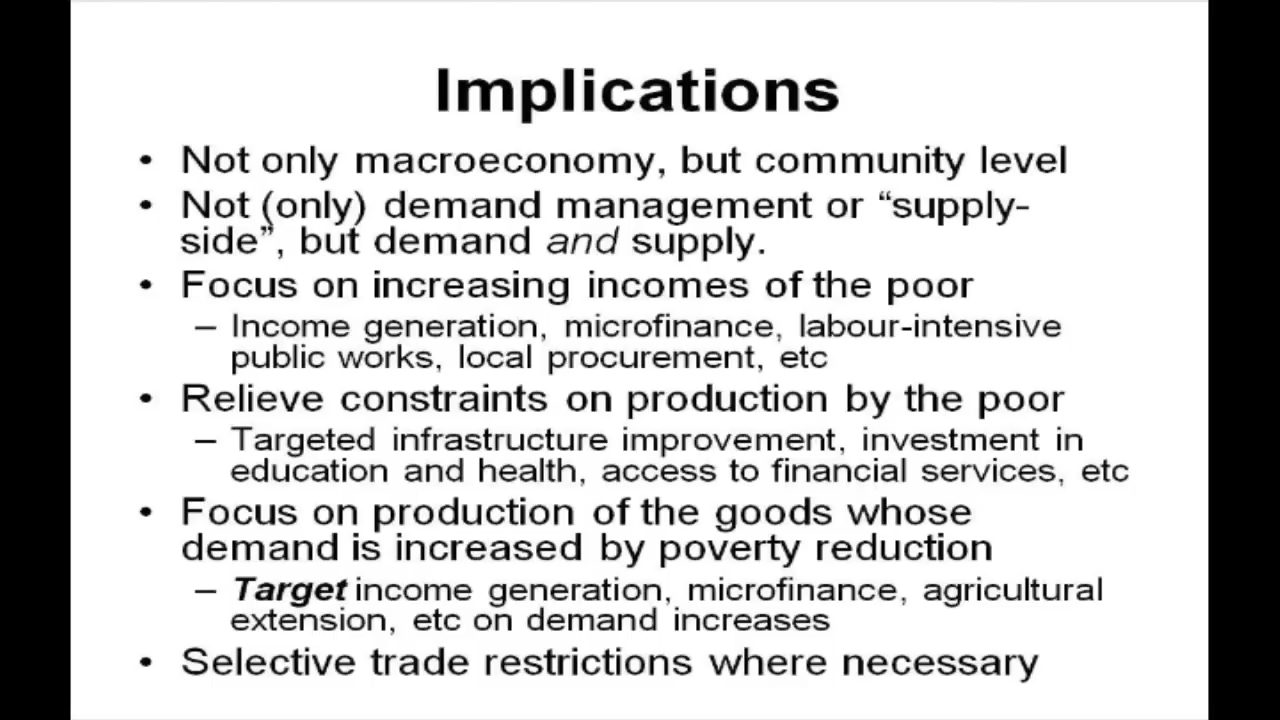 Implications
• Not only macroeconomy, but community level
• Not (only) demand management or “supply-
side”, but demand and supply.
• Focus on increasing incomes of the poor
– Income generation, microfinance, labour-intensive
public works, local procurement, etc
• Relieve constraints on production by the poor
– Targeted infrastructure improvement, investment in
education and health, access to financial services, etc
• Focus on production of the goods whose
demand is increased by poverty reduction
– Target income generation, microfinance, agricultural
extension, etc on demand increases
• Selective trade restrictions where necessary